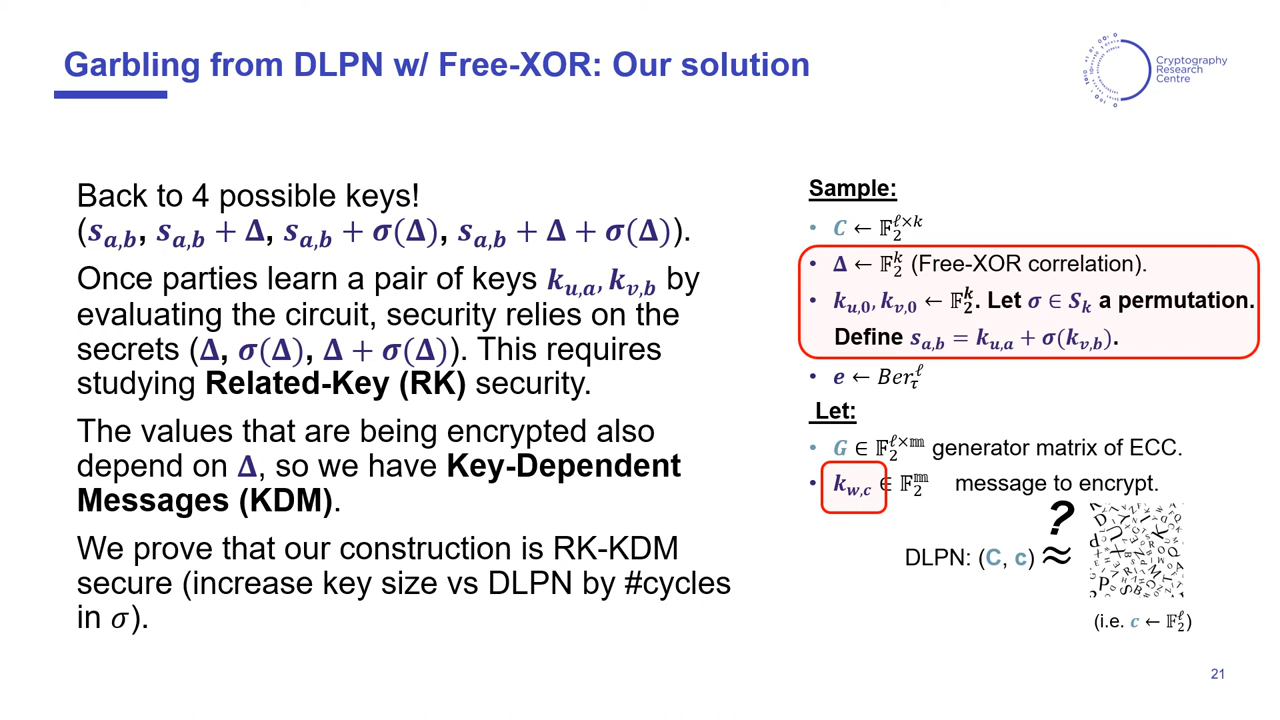 Garbling from DLPN w/ Free-XOR: Our solution
Cryptography
Research
Centre
Back to 4 possible keys!
(𝒔ₐ,ᵦ, 𝒔ₐ,ᵦ + 𝚫, 𝒔ₐ,ᵦ + 𝝈(𝚫), 𝒔ₐ,ᵦ + 𝚫 + 𝝈(𝚫)).
Once parties learn a pair of keys k_{u,a}, k_{v,b} by
evaluating the circuit, security relies on the
secrets (Δ, σ(Δ), Δ + σ(Δ)). This requires
studying Related-Key (RK) security.
The values that are being encrypted also
depend on Δ, so we have Key-Dependent
Messages (KDM).
We prove that our construction is RK-KDM
secure (increase key size vs DLPN by #cycles
in σ).
Sample:
• C ← 𝔽_2^{ℓ×k}
• Δ ← 𝔽_2^k (Free-XOR correlation).
• k_{u,0}, k_{v,0} ← 𝔽_2^k. Let σ ∈ S_k a permutation.
Define s_{a,b} = k_{u,a} + σ(k_{v,b}).
• e ← Ber_τ^ℓ
Let:
• G ∈ 𝔽_2^{ℓ×𝕞} generator matrix of ECC.
• k_{w,c} ∈ 𝔽_2^𝕞 message to encrypt.
DLPN: (C, c) ≈ ?
(i.e. c ← 𝔽_2^ℓ)
21